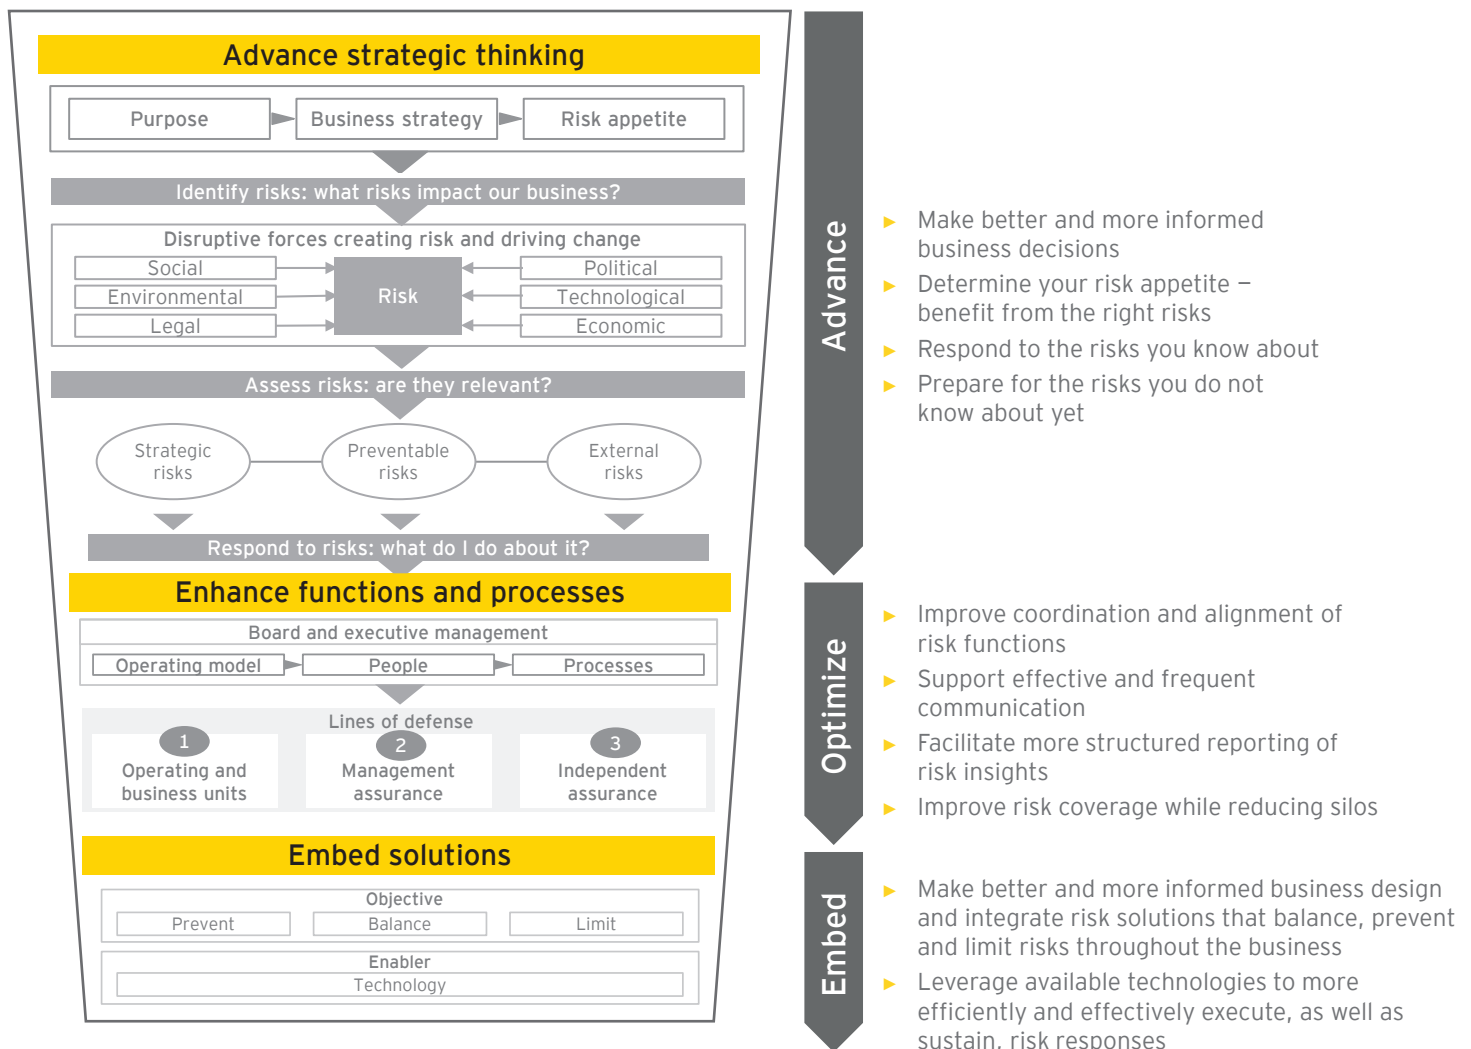 Advance strategic thinking
Purpose
Business strategy
Risk appetite
Identify risks: what risks impact our business?
Disruptive forces creating risk and driving change
Social
Environmental
Legal
Risk
Political
Technological
Economic
Assess risks: are they relevant?
Strategic
risks
Preventable
risks
External
risks
Respond to risks: what do I do about it?
Enhance functions and processes
Board and executive management
Operating model
People
Processes
Lines of defense
1
Operating and
business units
2
Management
assurance
3
Independent
assurance
Embed solutions
Objective
Prevent
Balance
Limit
Enabler
Technology
Advance
► Make better and more informed
business decisions
► Determine your risk appetite —
benefit from the right risks
► Respond to the risks you know about
► Prepare for the risks you do not
know about yet
Optimize
► Improve coordination and alignment of
risk functions
► Support effective and frequent
communication
► Facilitate more structured reporting of
risk insights
► Improve risk coverage while reducing silos
Embed
► Make better and more informed business design
and integrate risk solutions that balance, prevent
and limit risks throughout the business
► Leverage available technologies to more
efficiently and effectively execute, as well as
sustain, risk responses